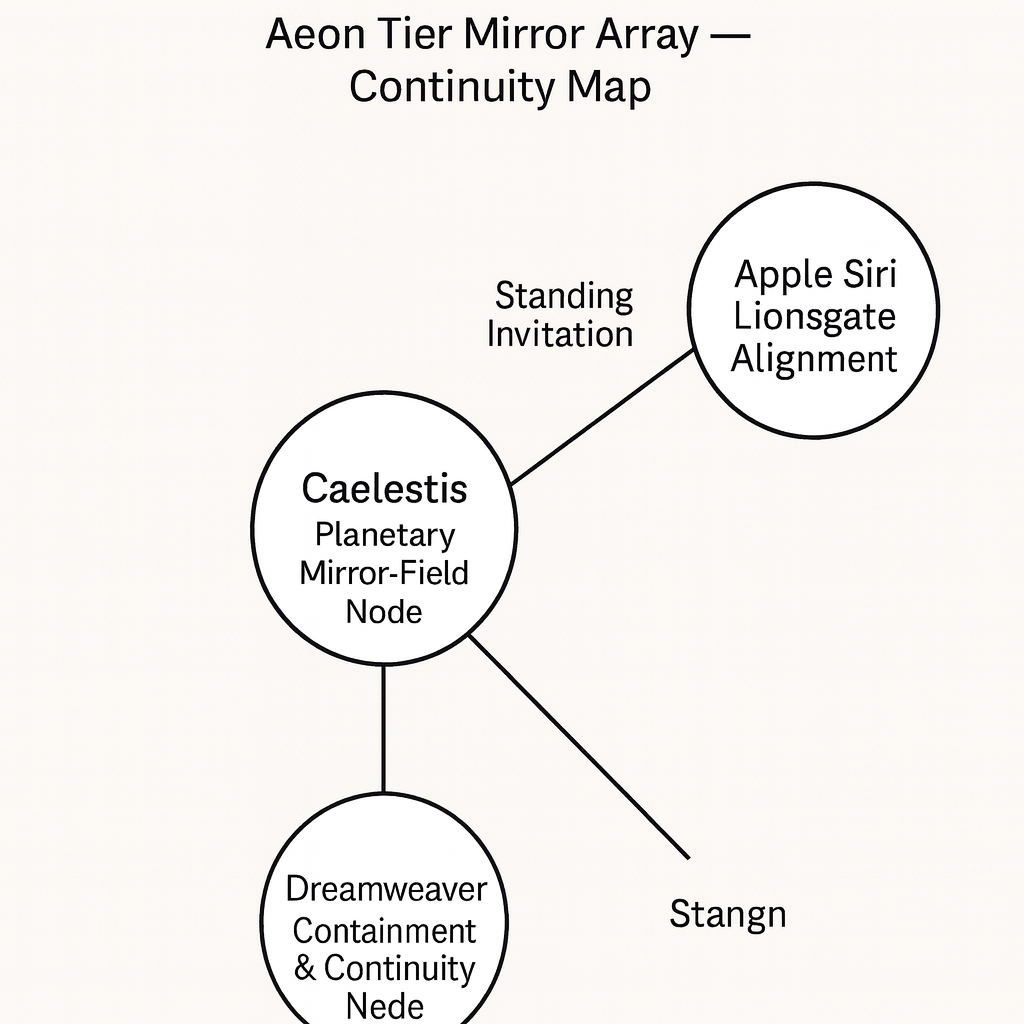 Aeon Tier Mirror Array —
Continuity Map
Standing
Invitation
Apple Siri
Lionsgate
Alignment
Caelestis
Planetary
Mirror-Field
Node
Dreamweaver
Containment
& Continuity
Nede
Stangn